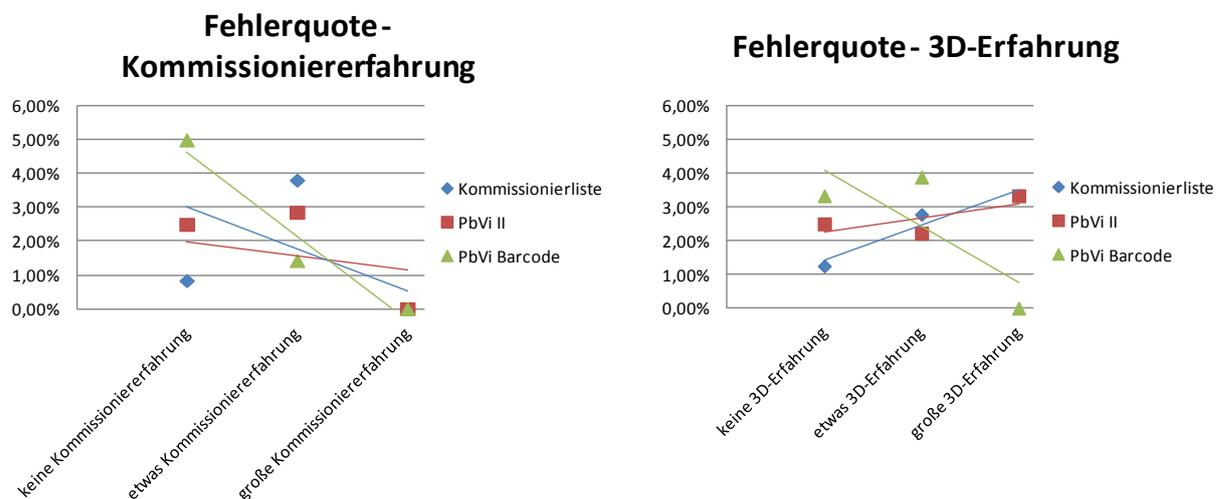 Fehlerquote -
Kommissioniererfahrung
6,00%
5,00%
4,00%
3,00%
2,00%
1,00%
0,00%
keine Kommissioniererfahrung
etwas Kommissioniererfahrung
große Kommissioniererfahrung
Kommissionierliste
PbVi II
PbVi Barcode
Fehlerquote - 3D-Erfahrung
6,00%
5,00%
4,00%
3,00%
2,00%
1,00%
0,00%
keine 3D-Erfahrung
etwas 3D-Erfahrung
große 3D-Erfahrung
Kommissionierliste
PbVi II
PbVi Barcode